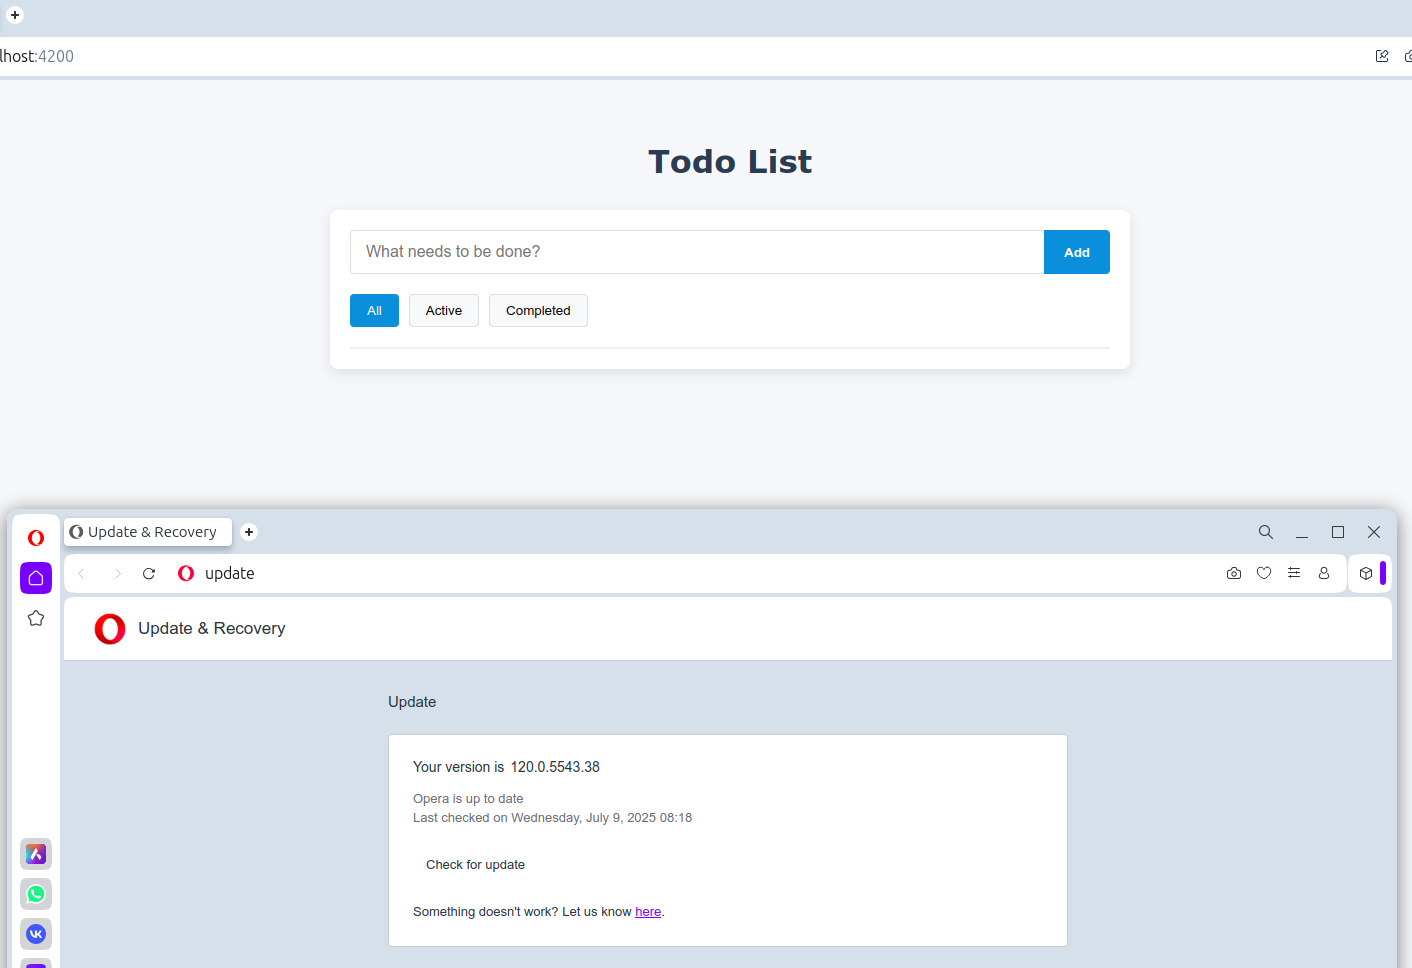 lhost:4200
Todo List
What needs to be done?
Add
All
Active
Completed
Update & Recovery
update
Update & Recovery
Update
Your version is 120.0.5543.38
Opera is up to date
Last checked on Wednesday, July 9, 2025 08:18
Check for update
Something doesn't work? Let us know here.